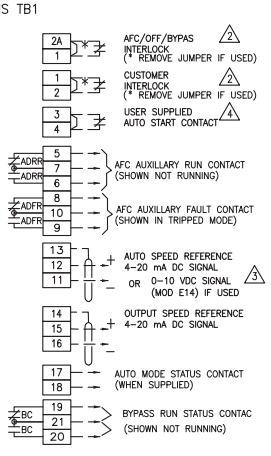 S TB1
2A
1
*
AFC/OFF/BYPAS
INTERLOCK
(* REMOVE JUMPER IF USED)
2
1
2
*
CUSTOMER
INTERLOCK
(* REMOVE JUMPER IF USED)
2
3
4
USER SUPPLIED
AUTO START CONTACT
4
ADRR
5
7
6
AFC AUXILLARY RUN CONTACT
(SHOWN NOT RUNNING)
ADFR
ADFR
8
10
9
AFC AUXILLARY FAULT CONTACT
(SHOWN IN TRIPPED MODE)
13
12
11
+
-
AUTO SPEED REFERENCE
4-20 mA DC SIGNAL
OR 0-10 VDC SIGNAL
(MOD E14) IF USED
3
14
15
16
+
-
OUTPUT SPEED REFERENCE
4-20 mA DC SIGNAL
17
18
AUTO MODE STATUS CONTACT
(WHEN SUPPLIED)
BC
BC
19
21
20
BYPASS RUN STATUS CONTAC
(SHOWN NOT RUNNING)